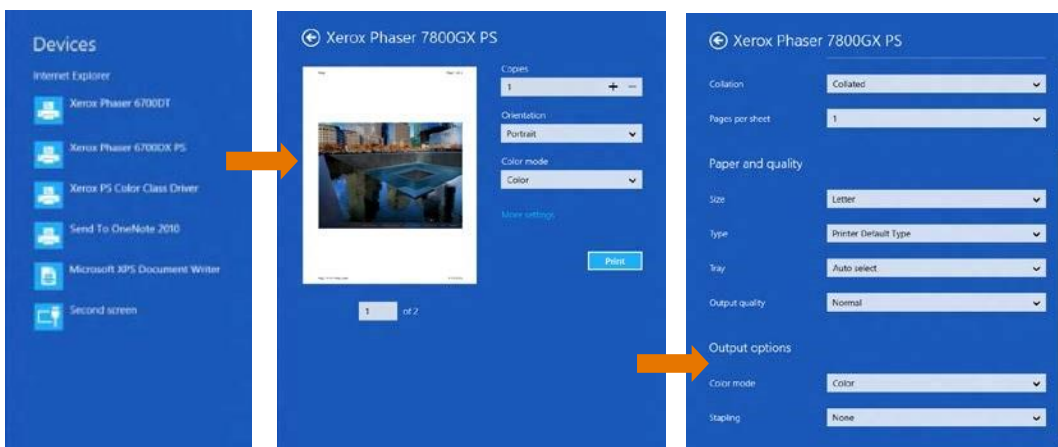 Devices
Internet Explorer
Xerox Phaser 6700DT
Xerox Phaser 6700DX PS
Xerox PS Color Class Driver
Send To OneNote 2010
Microsoft XPS Document Writer
Second screen
Xerox Phaser 7800GX PS
Copies
1
Orientation
Portrait
Color mode
Color
More settings
Print
1 of 2
Xerox Phaser 7800GX PS
Collation Collated
Pages per sheet 1
Paper and quality
Size Letter
Type Printer Default Type
Tray Auto select
Output quality Normal
Output options
Color mode Color
Stapling None